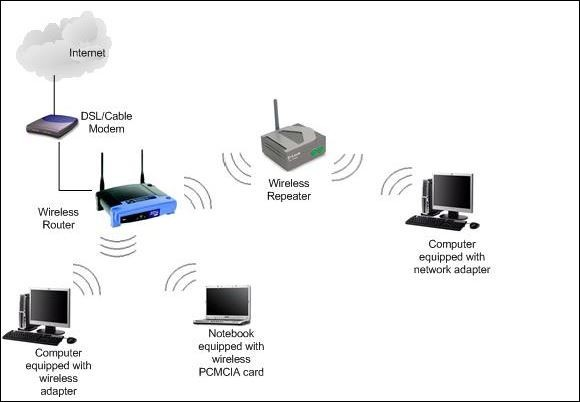 Internet
DSL/Cable
Modem
Wireless
Repeater
Wireless
Router
Computer
equipped with
network adapter
Computer
equipped with
wireless
adapter
Notebook
equipped with
wireless
PCMCIA card